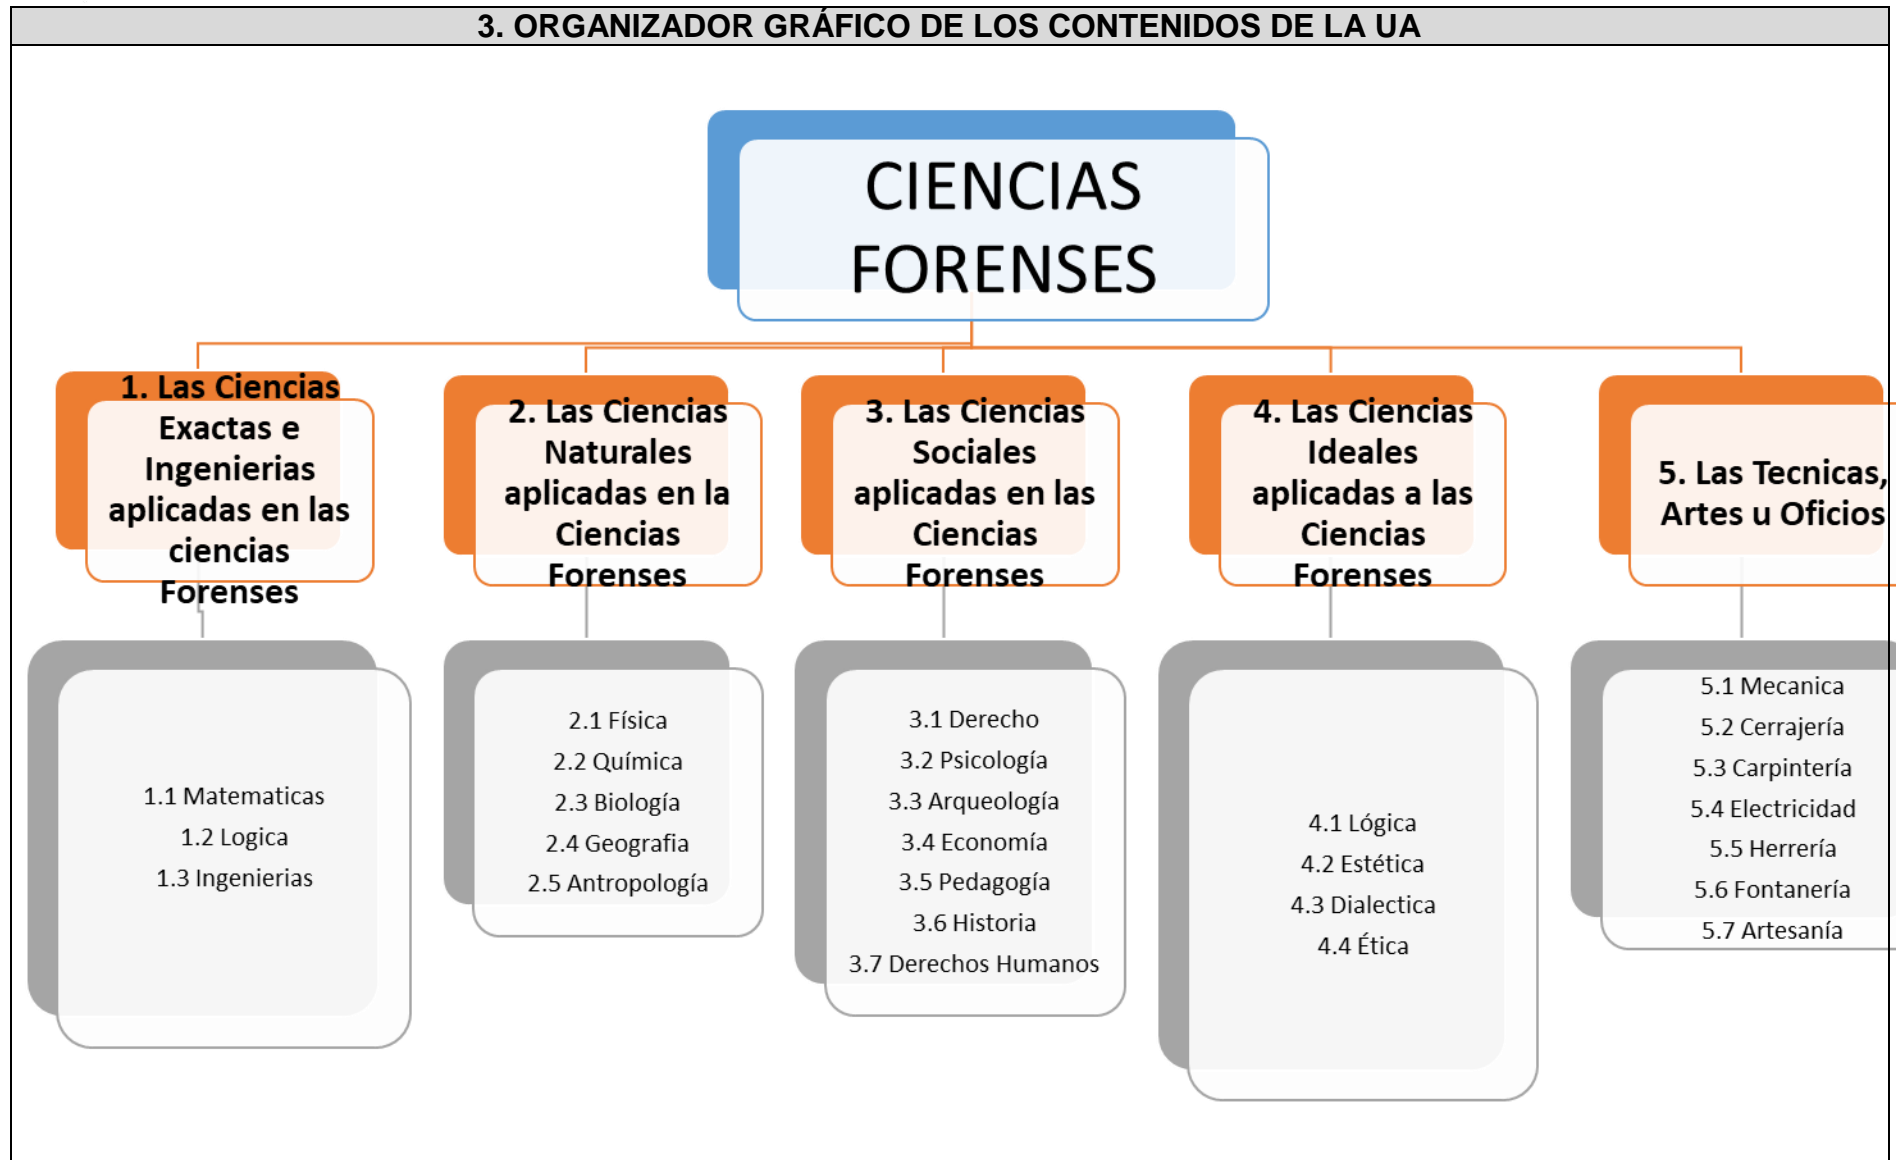 3. ORGANIZADOR GRÁFICO DE LOS CONTENIDOS DE LA UA
CIENCIAS
FORENSES
1. Las Ciencias
Exactas e
Ingenierias
aplicadas en las
ciencias
Forenses
1.1 Matematicas
1.2 Logica
1.3 Ingenierias
2. Las Ciencias
Naturales
aplicadas en la
Ciencias
Forenses
2.1 Física
2.2 Química
2.3 Biología
2.4 Geografia
2.5 Antropología
3. Las Ciencias
Sociales
aplicadas en las
Ciencias
Forenses
3.1 Derecho
3.2 Psicología
3.3 Arqueología
3.4 Economía
3.5 Pedagogía
3.6 Historia
3.7 Derechos Humanos
4. Las Ciencias
Ideales
aplicadas a las
Ciencias
Forenses
4.1 Lógica
4.2 Estética
4.3 Dialectica
4.4 Ética
5. Las Tecnicas,
Artes u Oficios
5.1 Mecanica
5.2 Cerrajería
5.3 Carpintería
5.4 Electricidad
5.5 Herrería
5.6 Fontanería
5.7 Artesanía